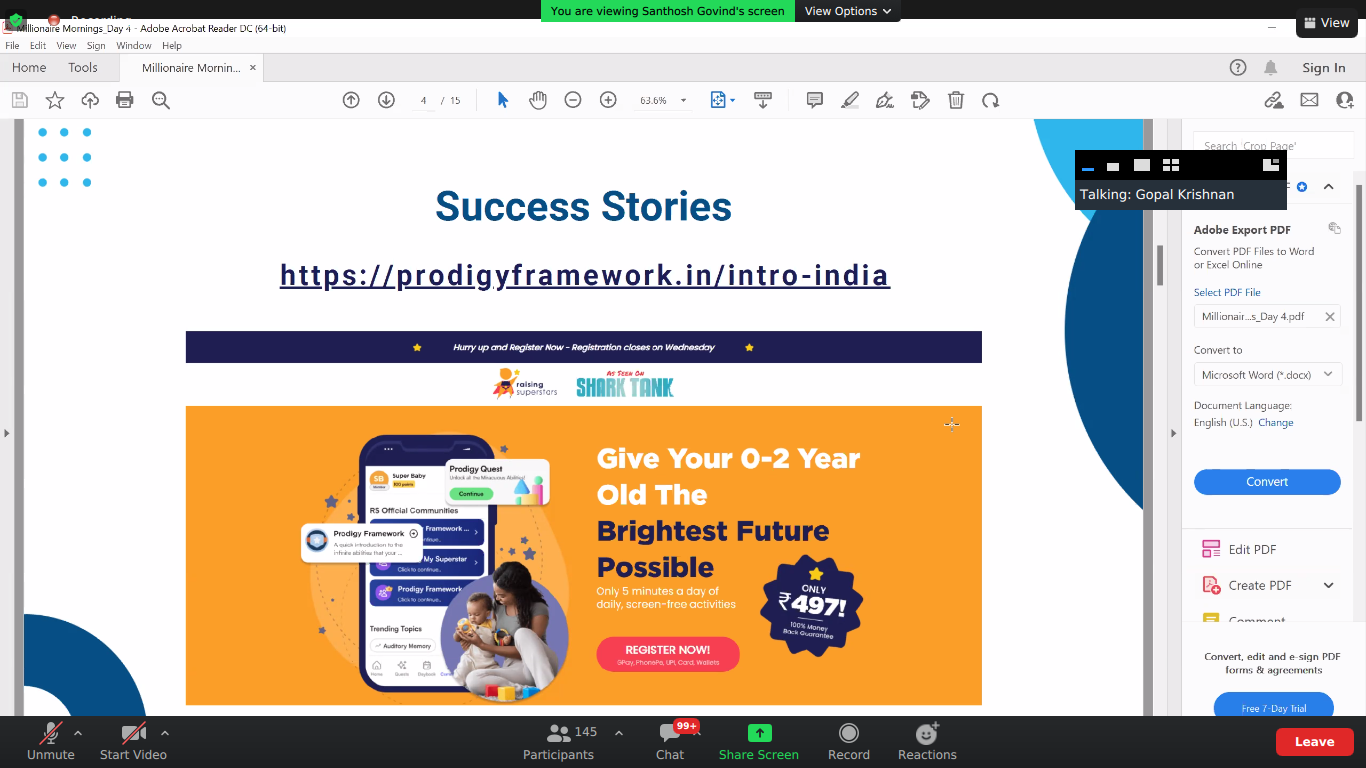 Recording
You are viewing Santhosh Govind's screen
View Options
View
Millionaire Mornings_Day 4 - Adobe Acrobat Reader DC (64-bit)
File Edit View Sign Window Help
Home Tools Millionaire Mornin... ×
Sign In
4 / 15
63.6%
Search 'Crop Page'
Talking: Gopal Krishnan
Success Stories
https://prodigyframework.in/intro-india
Hurry up and Register Now - Registration closes on Wednesday
raising
superstars
AS SEEN ON
SHARK TANK
Give Your 0-2 Year
Old The
Brightest Future
Possible
Only 5 minutes a day of
daily, screen-free activities
REGISTER NOW!
GPay, PhonePe, UPI, Card, Wallets
ONLY
₹497!
100% Money
Back Guarantee
SB
Super Baby
800 points
Prodigy Quest
Unlock all the Miraculous Abilities!
Continue
RS Official Communities
Framework ...
Prodigy Framework
A quick introduction to the
infinite abilities that your ...
My Superstar
Click to continue..
Prodigy Framework
Click to continue..
Trending Topics
Auditory Memory
Home Quests Daybook
Adobe Export PDF
Convert PDF Files to Word
or Excel Online
Select PDF File
Millionair...s_Day 4.pdf
Convert to
Microsoft Word (*.docx)
Document Language:
English (U.S.) Change
Convert
Edit PDF
Create PDF
Comment
Convert, edit and e-sign PDF
forms & agreements
Free 7-Day Trial
Unmute
Start Video
145
Participants
99+
Chat
Share Screen
Record
Reactions
Leave